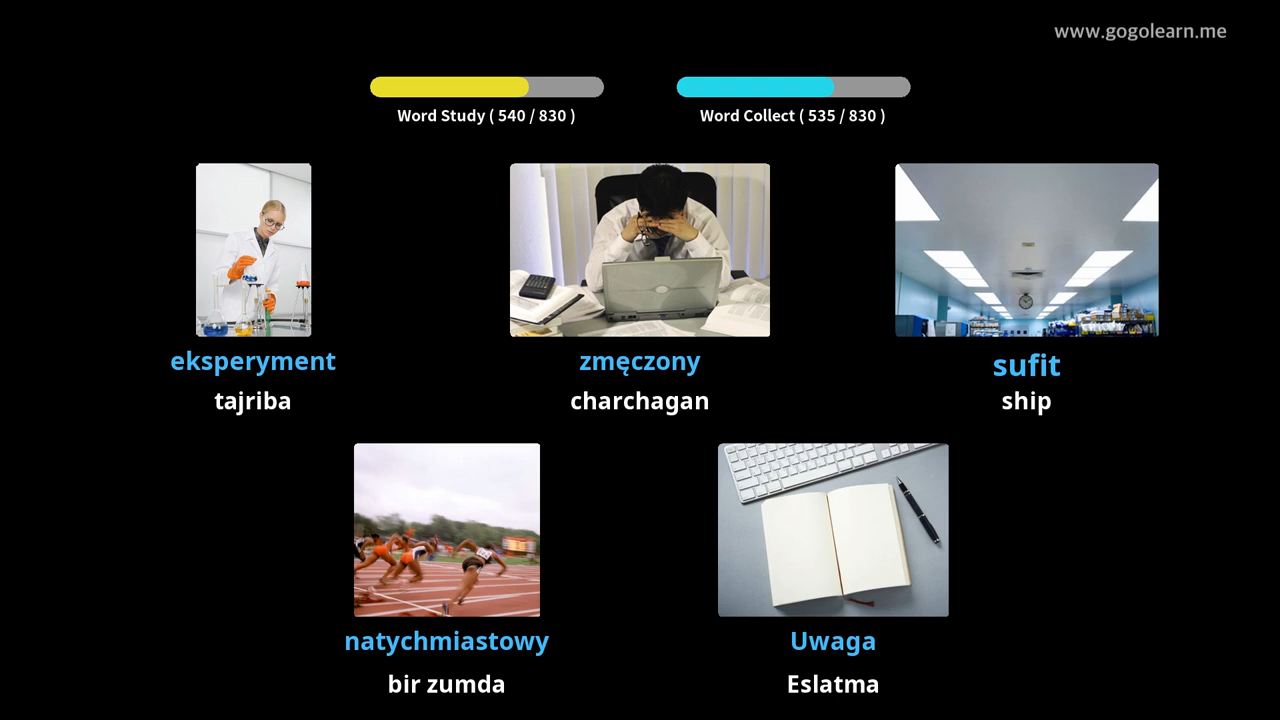 www.gogolearn.me
Word Study ( 540 / 830 )
Word Collect ( 535 / 830 )
eksperyment
tajriba
zmęczony
charchagan
sufit
ship
natychmiastowy
bir zumda
Uwaga
Eslatma